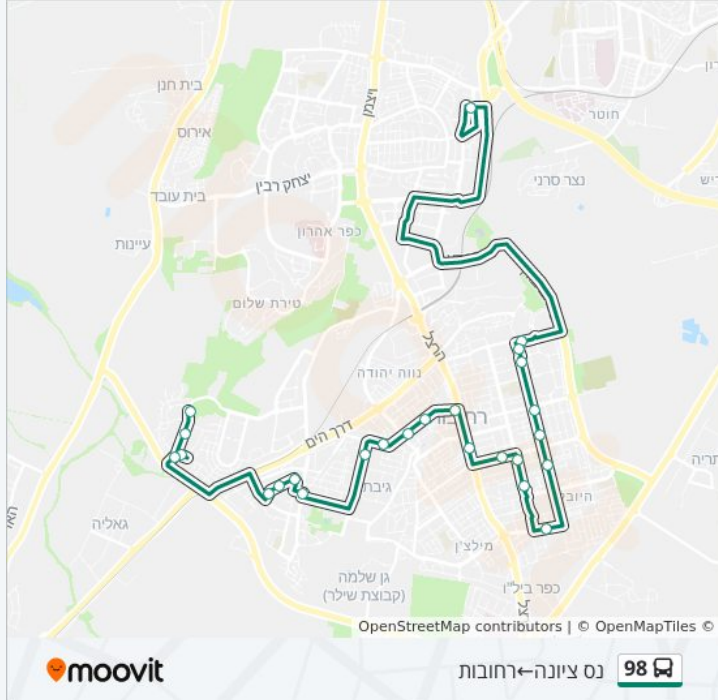 בית חנן
ויצמן
חוטר
אירוס
יצחק רבין
נצר סרני
בית עובד
כפר אהרון
עיינות
טירת שלום
הרצל
נווה יהודה
דרך הים
גיבת
היובל
גאליה
מילצ'ן
גן שלמה
(קבוצת שילר)
כפר ביל"ו
OpenStreetMap contributors | © OpenMapTiles ©
moovit
נס ציונה←רחובות
98